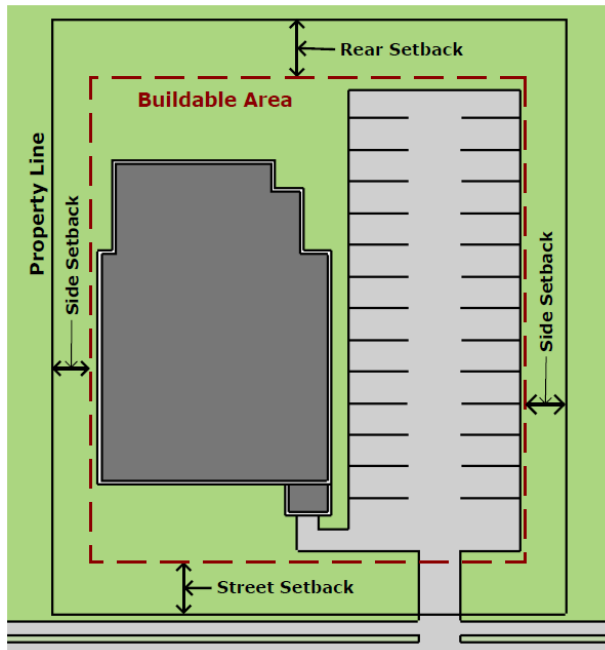 Rear Setback
Buildable Area
Property Line
Side Setback
Side Setback
Street Setback